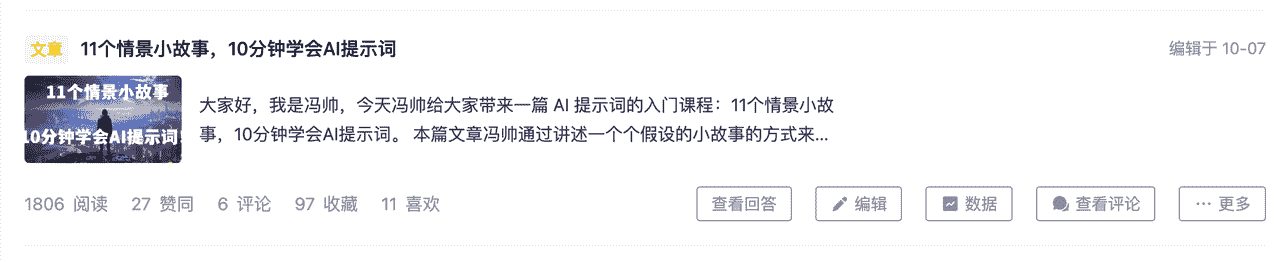 文章 11个情景小故事，10分钟学会AI提示词 编辑于 10-07
11个情景小故事
10分钟学会AI提示词!
大家好，我是冯帅，今天冯帅给大家带来一篇 AI 提示词的入门课程：11个情景小故
事，10分钟学会AI提示词。 本篇文章冯帅通过讲述一个个假设的小故事的方式来...
1806 阅读 27 赞同 6 评论 97 收藏 11 喜欢 查看回答 编辑 数据 查看评论 ··· 更多